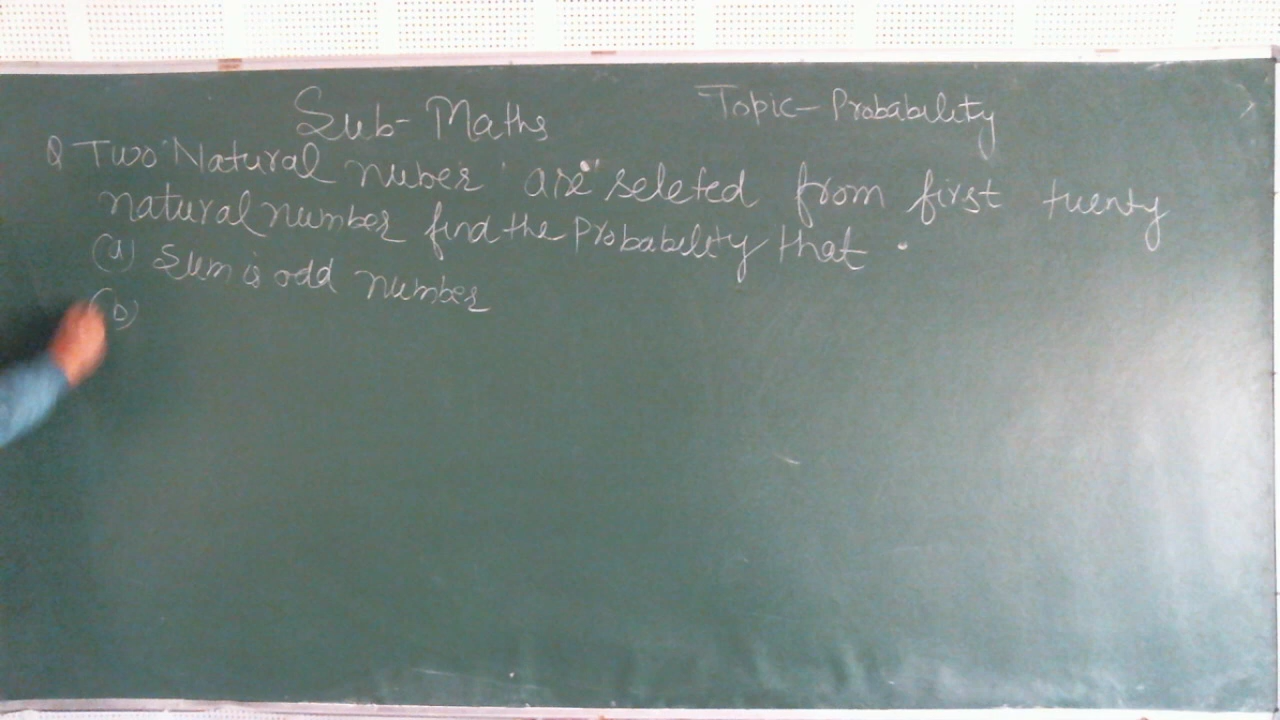 Sub- Maths Topic- Probability
Q Two Natural nuber are seleted from first twenty
natural number find the Probability that
(a) Sum is odd number
(b)